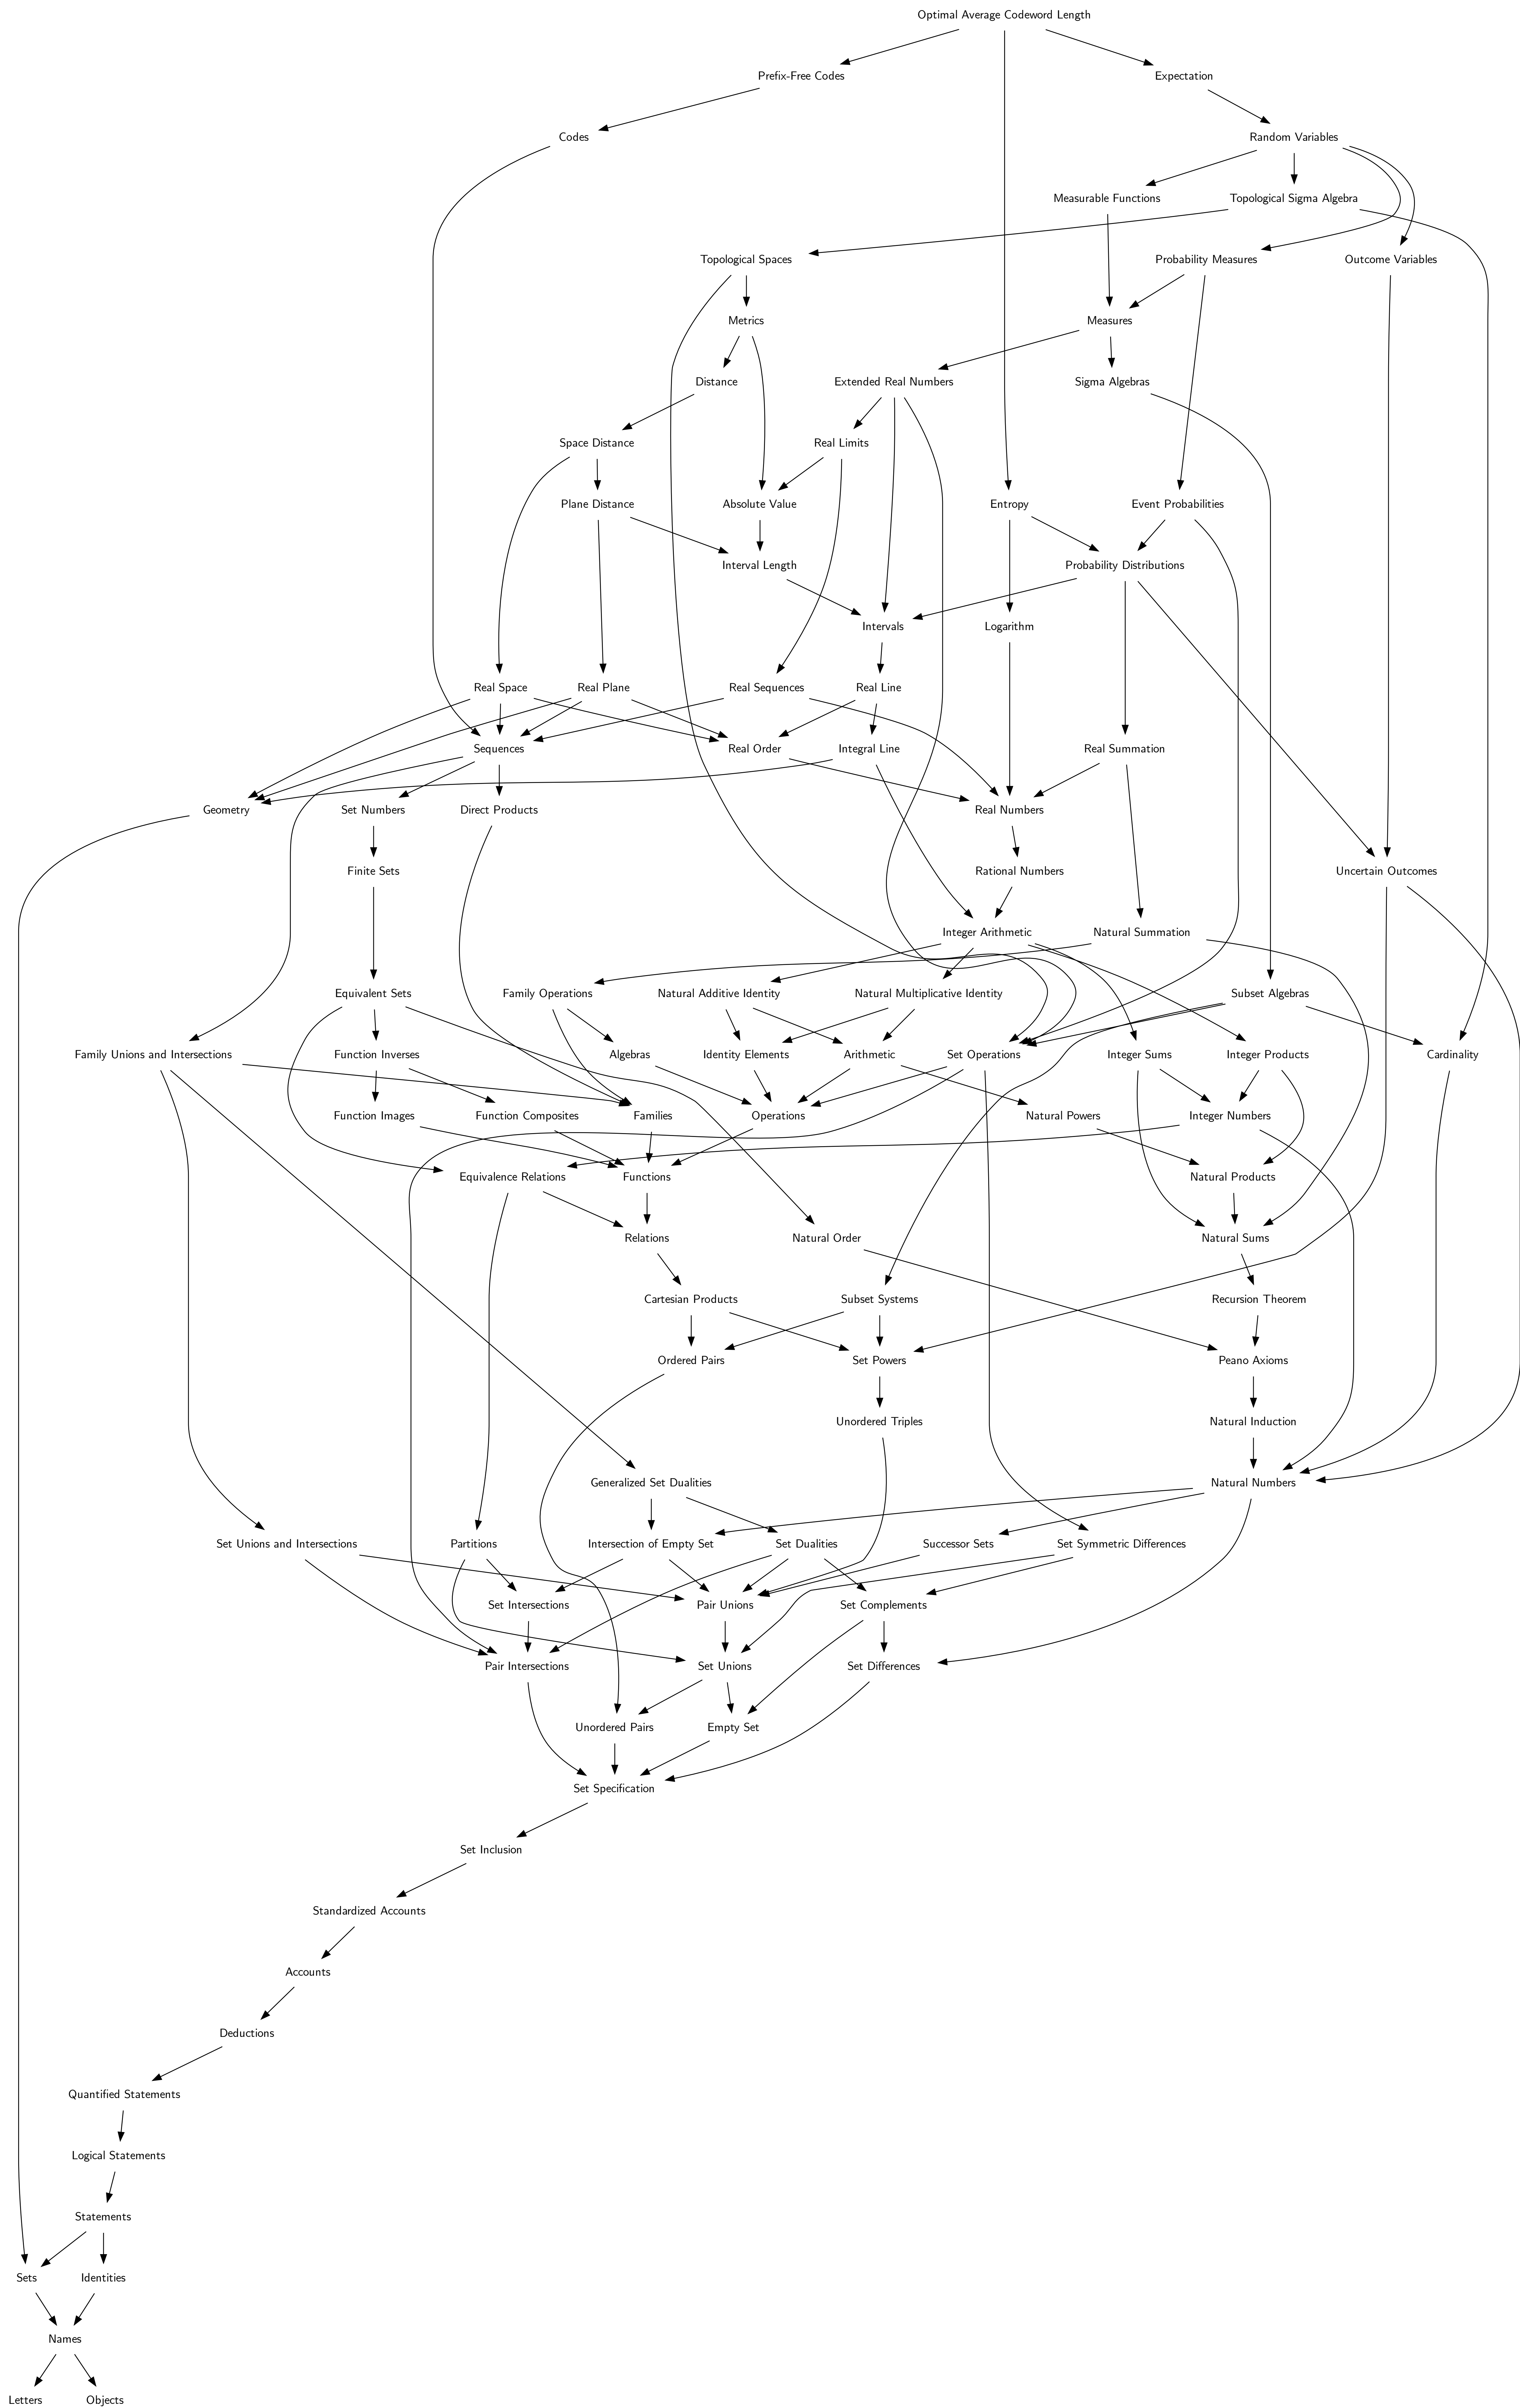 Optimal Average Codeword Length
Prefix-Free Codes
Expectation
Codes
Random Variables
Measurable Functions
Topological Sigma Algebra
Topological Spaces
Probability Measures
Outcome Variables
Metrics
Measures
Distance
Extended Real Numbers
Sigma Algebras
Space Distance
Real Limits
Plane Distance
Absolute Value
Entropy
Event Probabilities
Interval Length
Probability Distributions
Intervals
Logarithm
Real Space
Real Plane
Real Sequences
Real Line
Sequences
Real Order
Integral Line
Real Summation
Geometry
Set Numbers
Direct Products
Real Numbers
Finite Sets
Rational Numbers
Uncertain Outcomes
Integer Arithmetic
Natural Summation
Equivalent Sets
Family Operations
Natural Additive Identity
Natural Multiplicative Identity
Subset Algebras
Family Unions and Intersections
Function Inverses
Algebras
Identity Elements
Arithmetic
Set Operations
Integer Sums
Integer Products
Cardinality
Function Images
Function Composites
Families
Operations
Natural Powers
Integer Numbers
Equivalence Relations
Functions
Natural Products
Relations
Natural Order
Natural Sums
Cartesian Products
Subset Systems
Recursion Theorem
Ordered Pairs
Set Powers
Peano Axioms
Unordered Triples
Natural Induction
Generalized Set Dualities
Natural Numbers
Set Unions and Intersections
Partitions
Intersection of Empty Set
Set Dualities
Successor Sets
Set Symmetric Differences
Set Intersections
Pair Unions
Set Complements
Pair Intersections
Set Unions
Set Differences
Unordered Pairs
Empty Set
Set Specification
Set Inclusion
Standardized Accounts
Accounts
Deductions
Quantified Statements
Logical Statements
Statements
Sets
Identities
Names
Letters
Objects